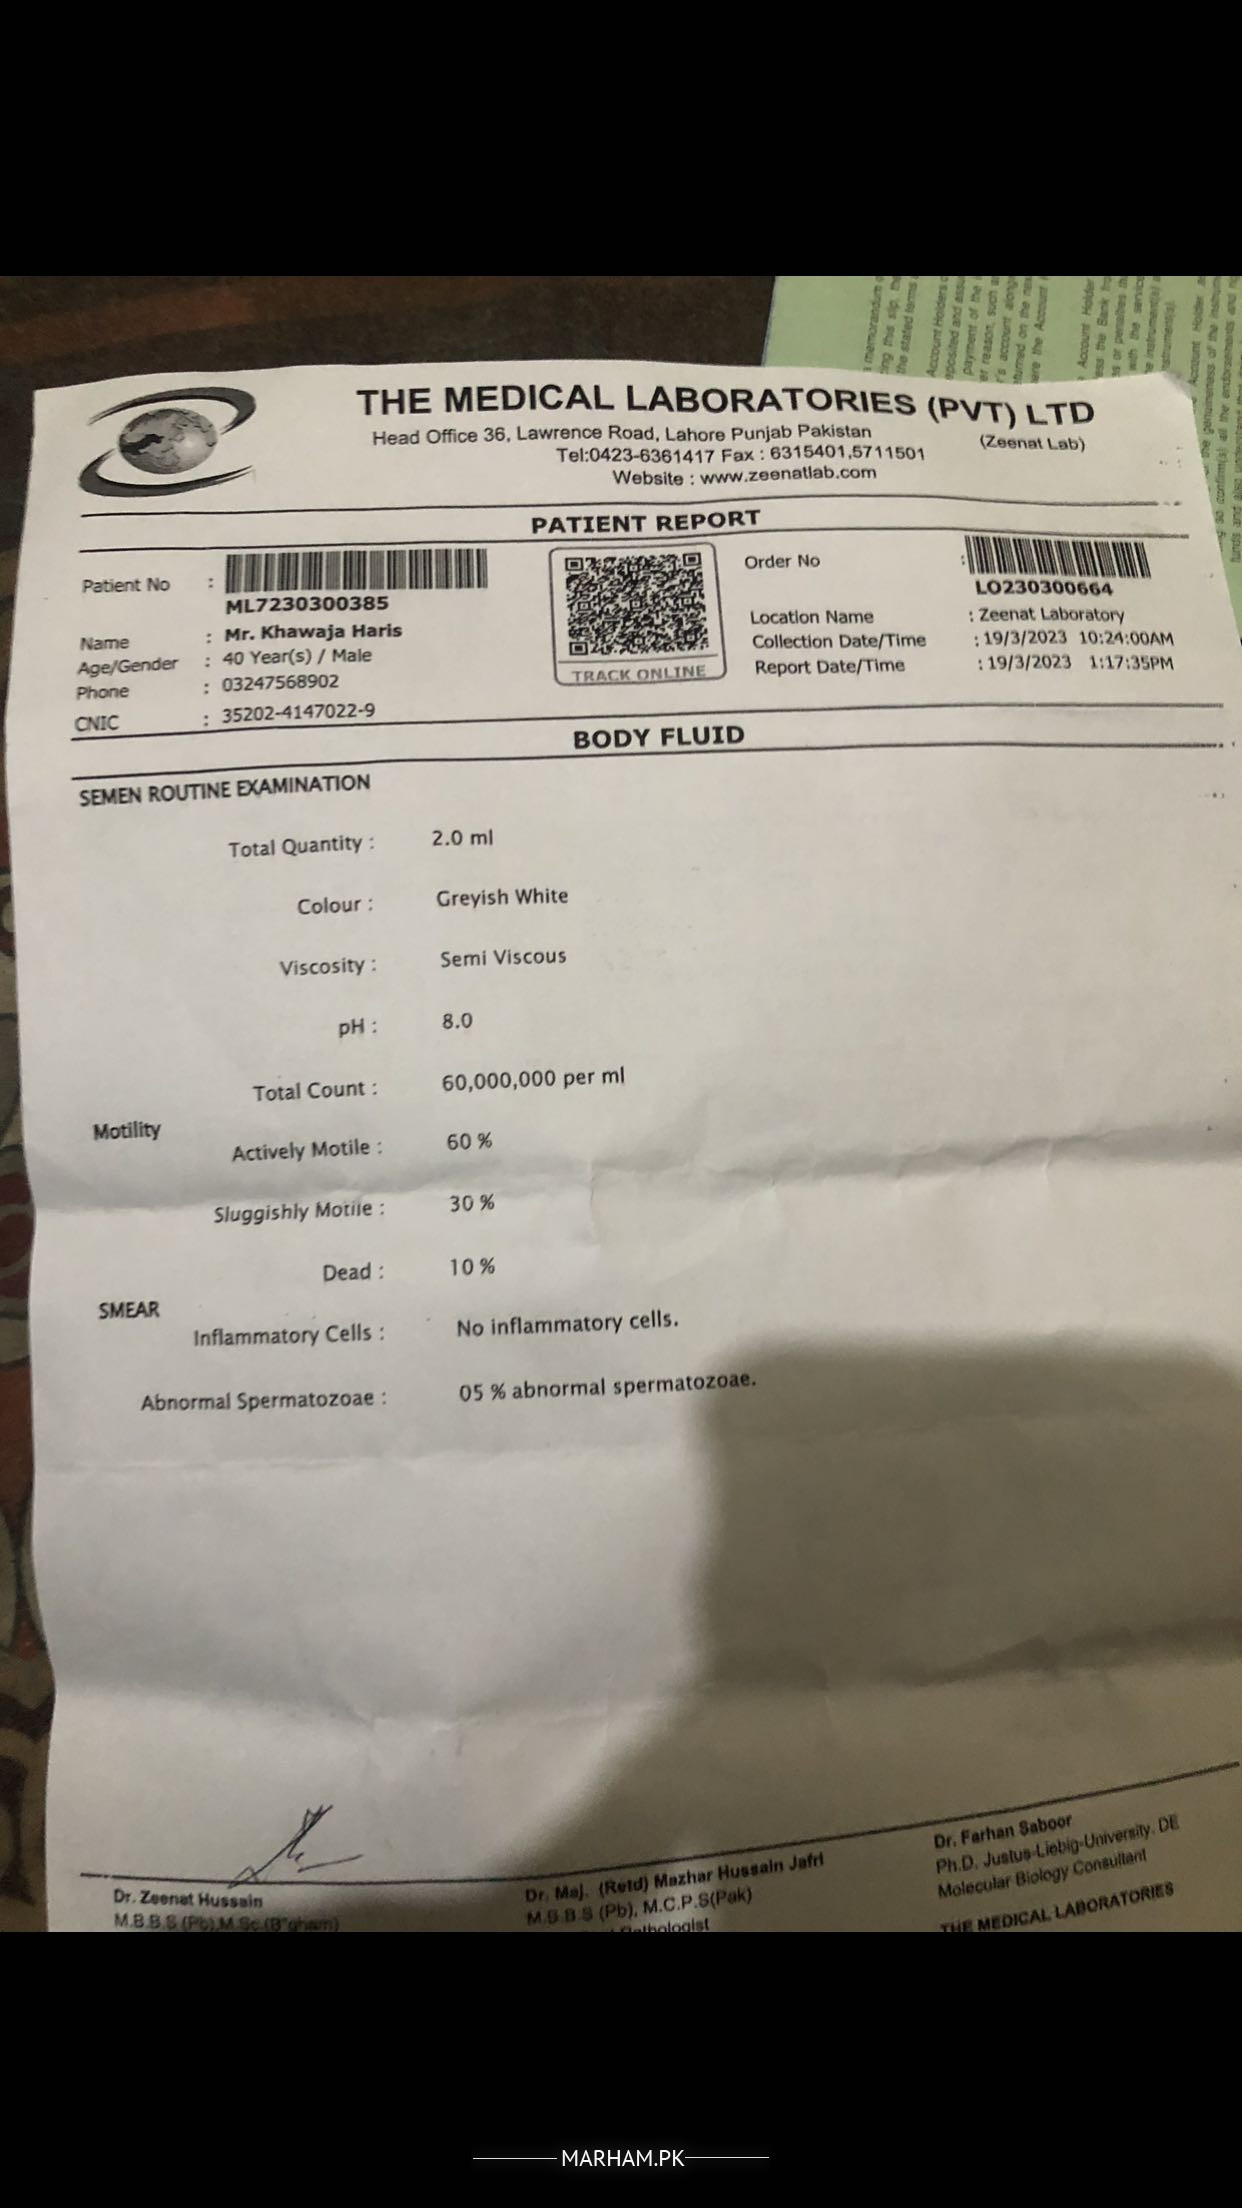 THE MEDICAL LABORATORIES (PVT) LTD
Head Office 36, Lawrence Road, Lahore Punjab Pakistan
(Zeenat Lab)
Tel:0423-6361417 Fax : 6315401,5711501
Website : www.zeenatlab.com
PATIENT REPORT
Patient No :
ML7230300385
Name : Mr. Khawaja Haris
Age/Gender : 40 Year(s) / Male
Phone : 03247568902
CNIC : 35202-4147022-9
TRACK ONLINE
Order No :
LO230300664
Location Name : Zeenat Laboratory
Collection Date/Time : 19/3/2023 10:24:00AM
Report Date/Time : 19/3/2023 1:17:35PM
BODY FLUID
SEMEN ROUTINE EXAMINATION
Total Quantity : 2.0 ml
Colour : Greyish White
Viscosity : Semi Viscous
pH : 8.0
Total Count : 60,000,000 per ml
Motility
Actively Motile : 60 %
Sluggishly Motile : 30 %
Dead : 10 %
SMEAR
Inflammatory Cells : No inflammatory cells.
Abnormal Spermatozoae : 05 % abnormal spermatozoae.
Dr. Zeenat Hussain
M.B.B.S (Pb),M.Sc.(B"gham)
Dr. Maj. (Retd) Mazhar Hussain Jafri
M.B.B.S (Pb), M.C.P.S(Pak)
Pathologist
Dr. Farhan Saboor
Ph.D. Justus-Liebig-University. DE
Molecular Biology Consultant
THE MEDICAL LABORATORIES
MARHAM.PK